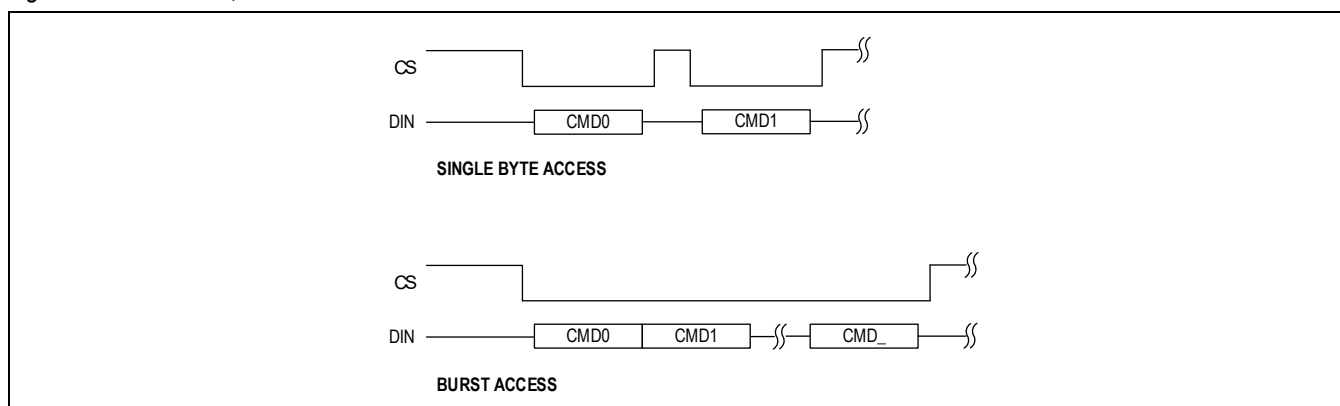 CS
DIN CMD0 CMD1
SINGLE BYTE ACCESS
CS
DIN CMD0 CMD1 CMD_
BURST ACCESS